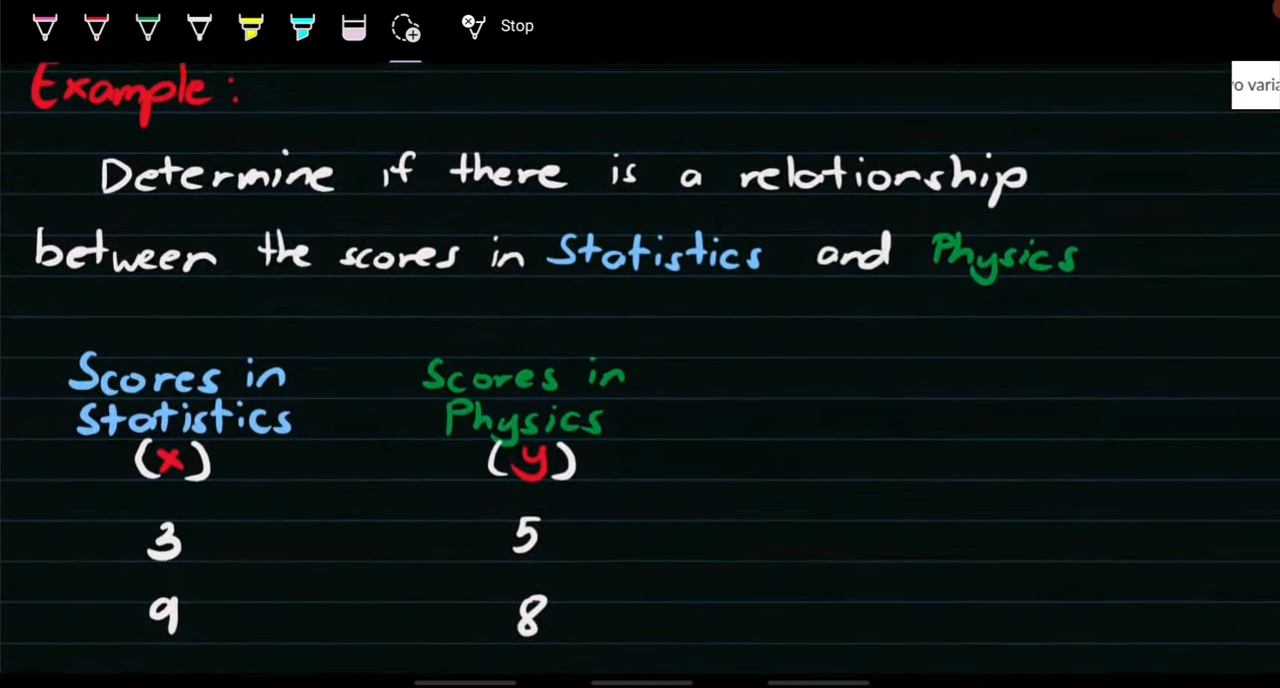 Stop
Example:
o varia
Determine if there is a relationship
between the scores in Statistics and Physics
Scores in Scores in
Statistics Physics
(x) (y)
3 5
9 8